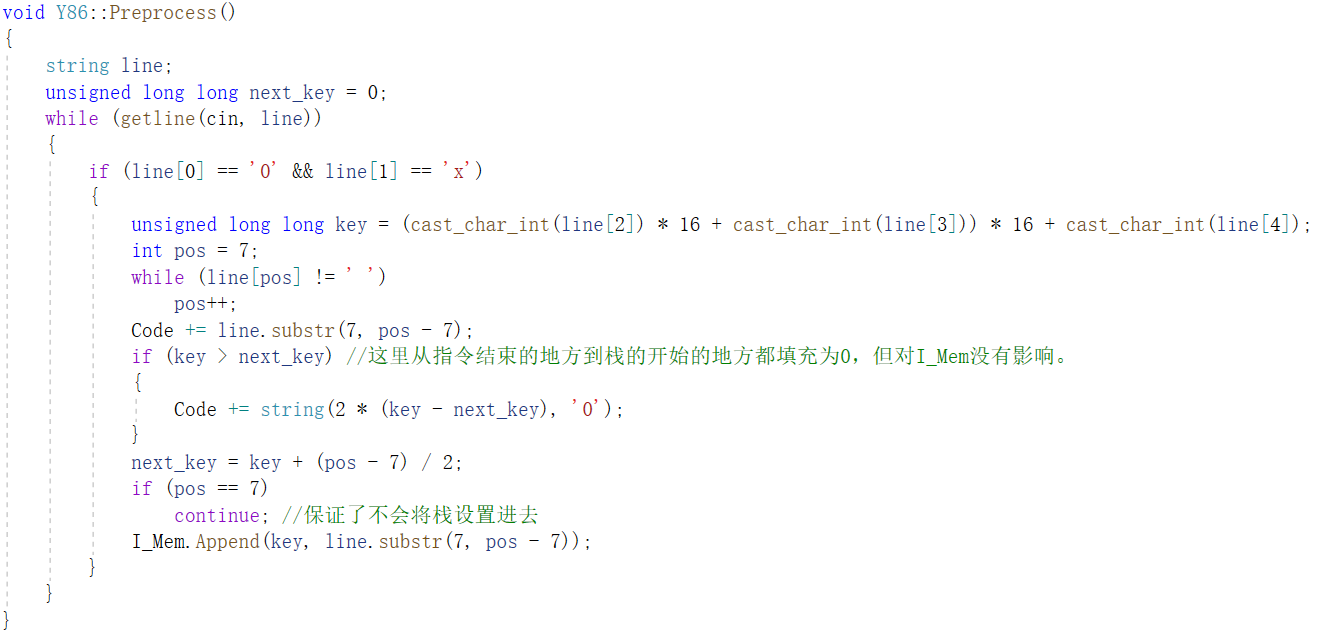 void Y86::Preprocess()
{
    string line;
    unsigned long long next_key = 0;
    while (getline(cin, line))
    {
        if (line[0] == '0' && line[1] == 'x')
        {
            unsigned long long key = (cast_char_int(line[2]) * 16 + cast_char_int(line[3])) * 16 + cast_char_int(line[4]);
            int pos = 7;
            while (line[pos] != ' ')
                pos++;
            Code += line.substr(7, pos - 7);
            if (key > next_key) //这里从指令结束的地方到栈的开始的地方都填充为0，但对I_Mem没有影响。
            {
                Code += string(2 * (key - next_key), '0');
            }
            next_key = key + (pos - 7) / 2;
            if (pos == 7)
                continue; //保证了不会将栈设置进去
            I_Mem.Append(key, line.substr(7, pos - 7));
        }
    }
}